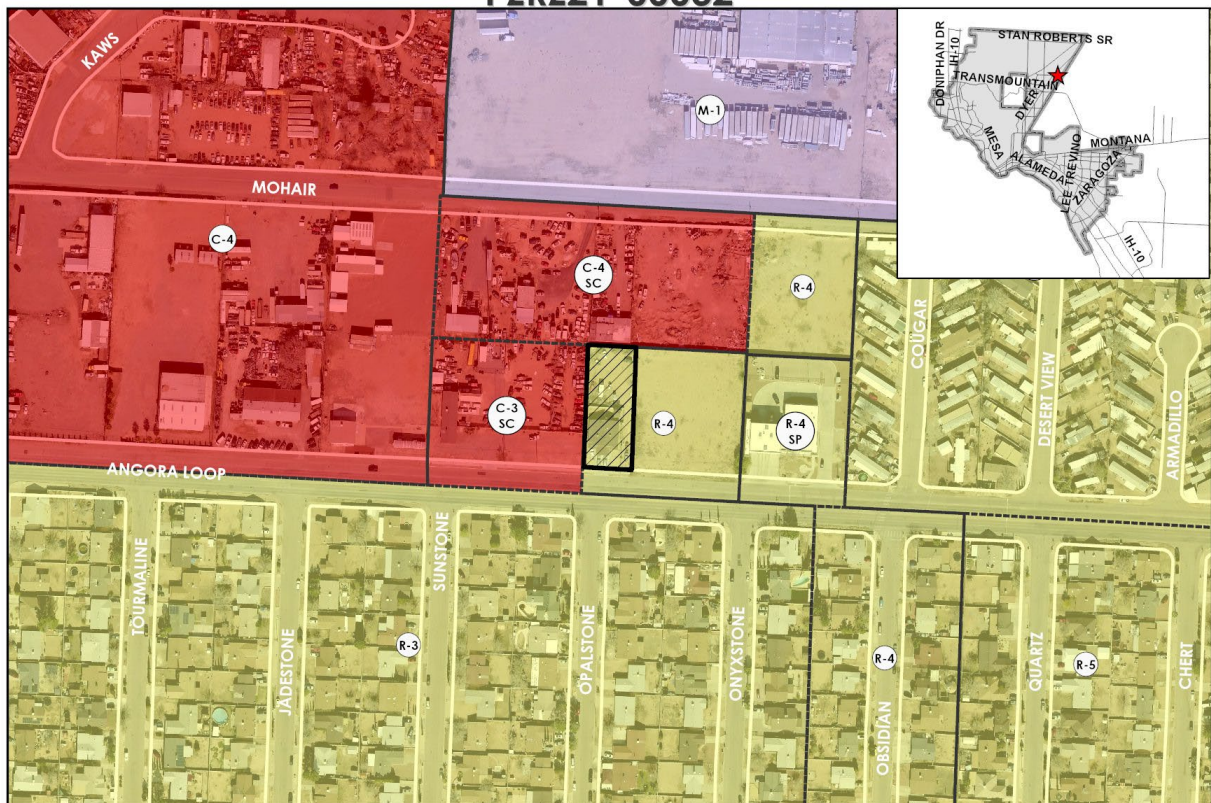 KAWS
MOHAIR
M-1
C-4
C-4
SC
R-4
C-3
SC
R-4
R-4
SP
ANGORA LOOP
COUGAR
DESERT VIEW
ARMADILLO
TOURMALINE
JADESTONE
SUNSTONE
OPALSTONE
ONYXSTONE
OBSIDIAN
QUARTZ
CHERT
R-3
R-4
R-5
STAN ROBERTS SR
DONIPHAN DR
IH-10
TRANSMOUNTAIN
DYER
MESA
MONTANA
ALAMEDA
LEE TREVINO
ZARAGOZA
IH-10